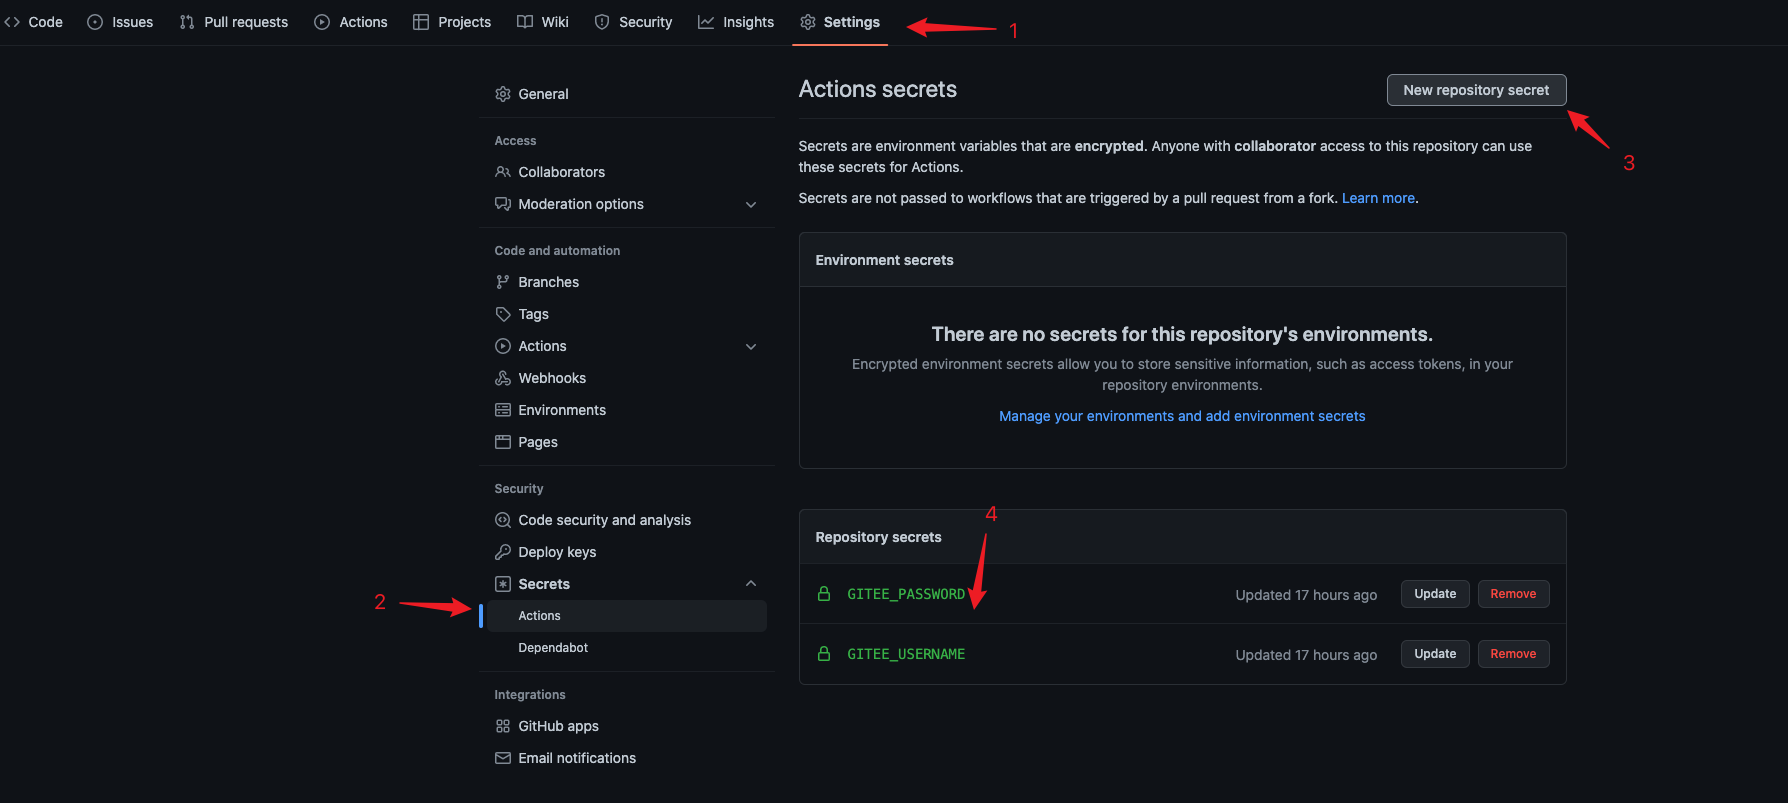 Code Issues Pull requests Actions Projects Wiki Security Insights Settings 1
General
Access
Collaborators
Moderation options
Code and automation
Branches
Tags
Actions
Webhooks
Environments
Pages
Security
Code security and analysis
Deploy keys
Secrets
2
Actions
Dependabot
Integrations
GitHub apps
Email notifications
Actions secrets
New repository secret
3
Secrets are environment variables that are encrypted. Anyone with collaborator access to this repository can use
these secrets for Actions.
Secrets are not passed to workflows that are triggered by a pull request from a fork. Learn more.
Environment secrets
There are no secrets for this repository's environments.
Encrypted environment secrets allow you to store sensitive information, such as access tokens, in your
repository environments.
Manage your environments and add environment secrets
4
Repository secrets
GITEE_PASSWORD Updated 17 hours ago Update Remove
GITEE_USERNAME Updated 17 hours ago Update Remove